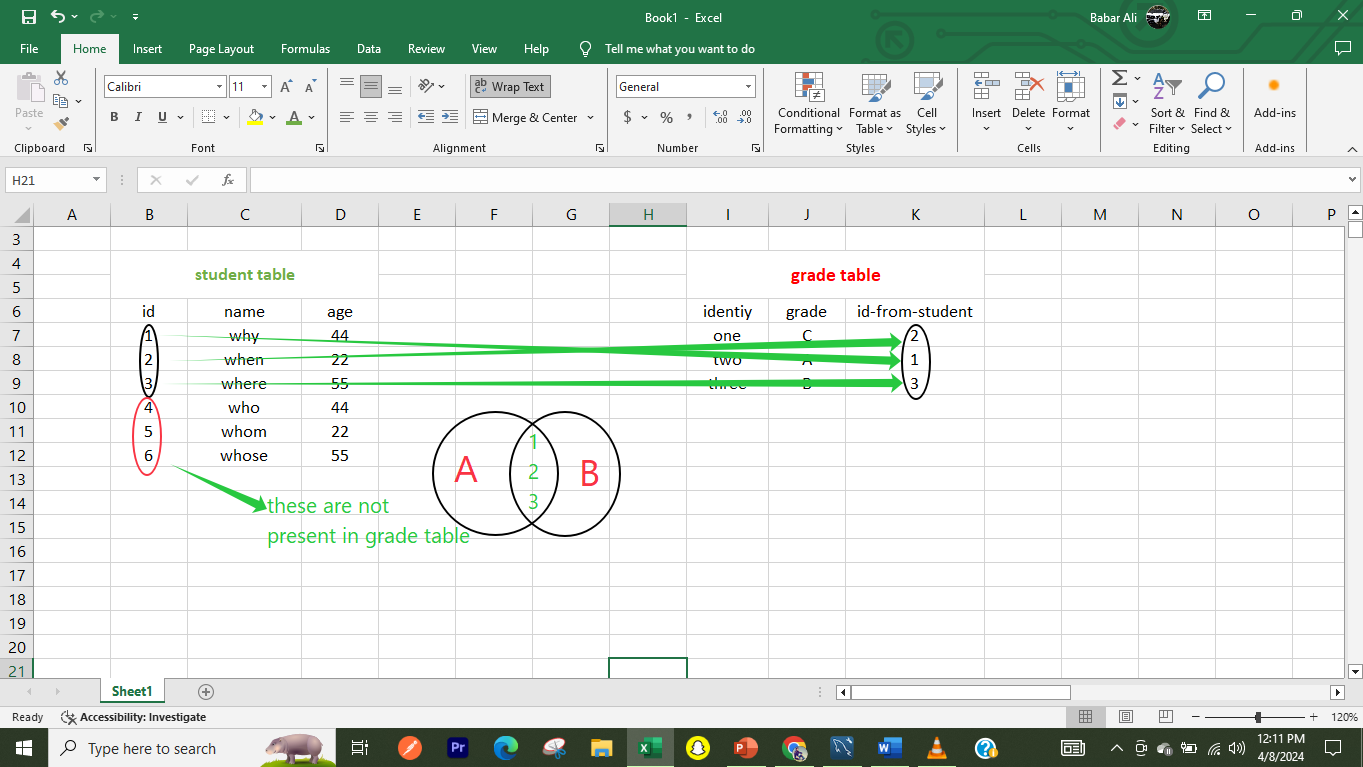 Book1 - Excel
Babar Ali
File Home Insert Page Layout Formulas Data Review View Help Tell me what you want to do
Calibri 11 Wrap Text General
Paste
B I U Merge & Center $ % Conditional Formatting Format as Table Cell Styles Insert Delete Format Sort & Filter Find & Select Add-ins
Clipboard Font Alignment Number Styles Cells Editing Add-ins
H21 fx
A B C D E F G H I J K L M N O P
3
4
student table grade table
5
6 id name age identiy grade id-from-student
7 1 why 44 one C 2
8 2 when 22 two A 1
9 3 where 55 three B 3
10 4 who 44
11 5 whom 22
12 6 whose 55
1
A 2 B
3
13
14 these are not
15 present in grade table
16
17
18
19
20
21
Sheet1
Ready Accessibility: Investigate 120%
Type here to search
12:11 PM
4/8/2024